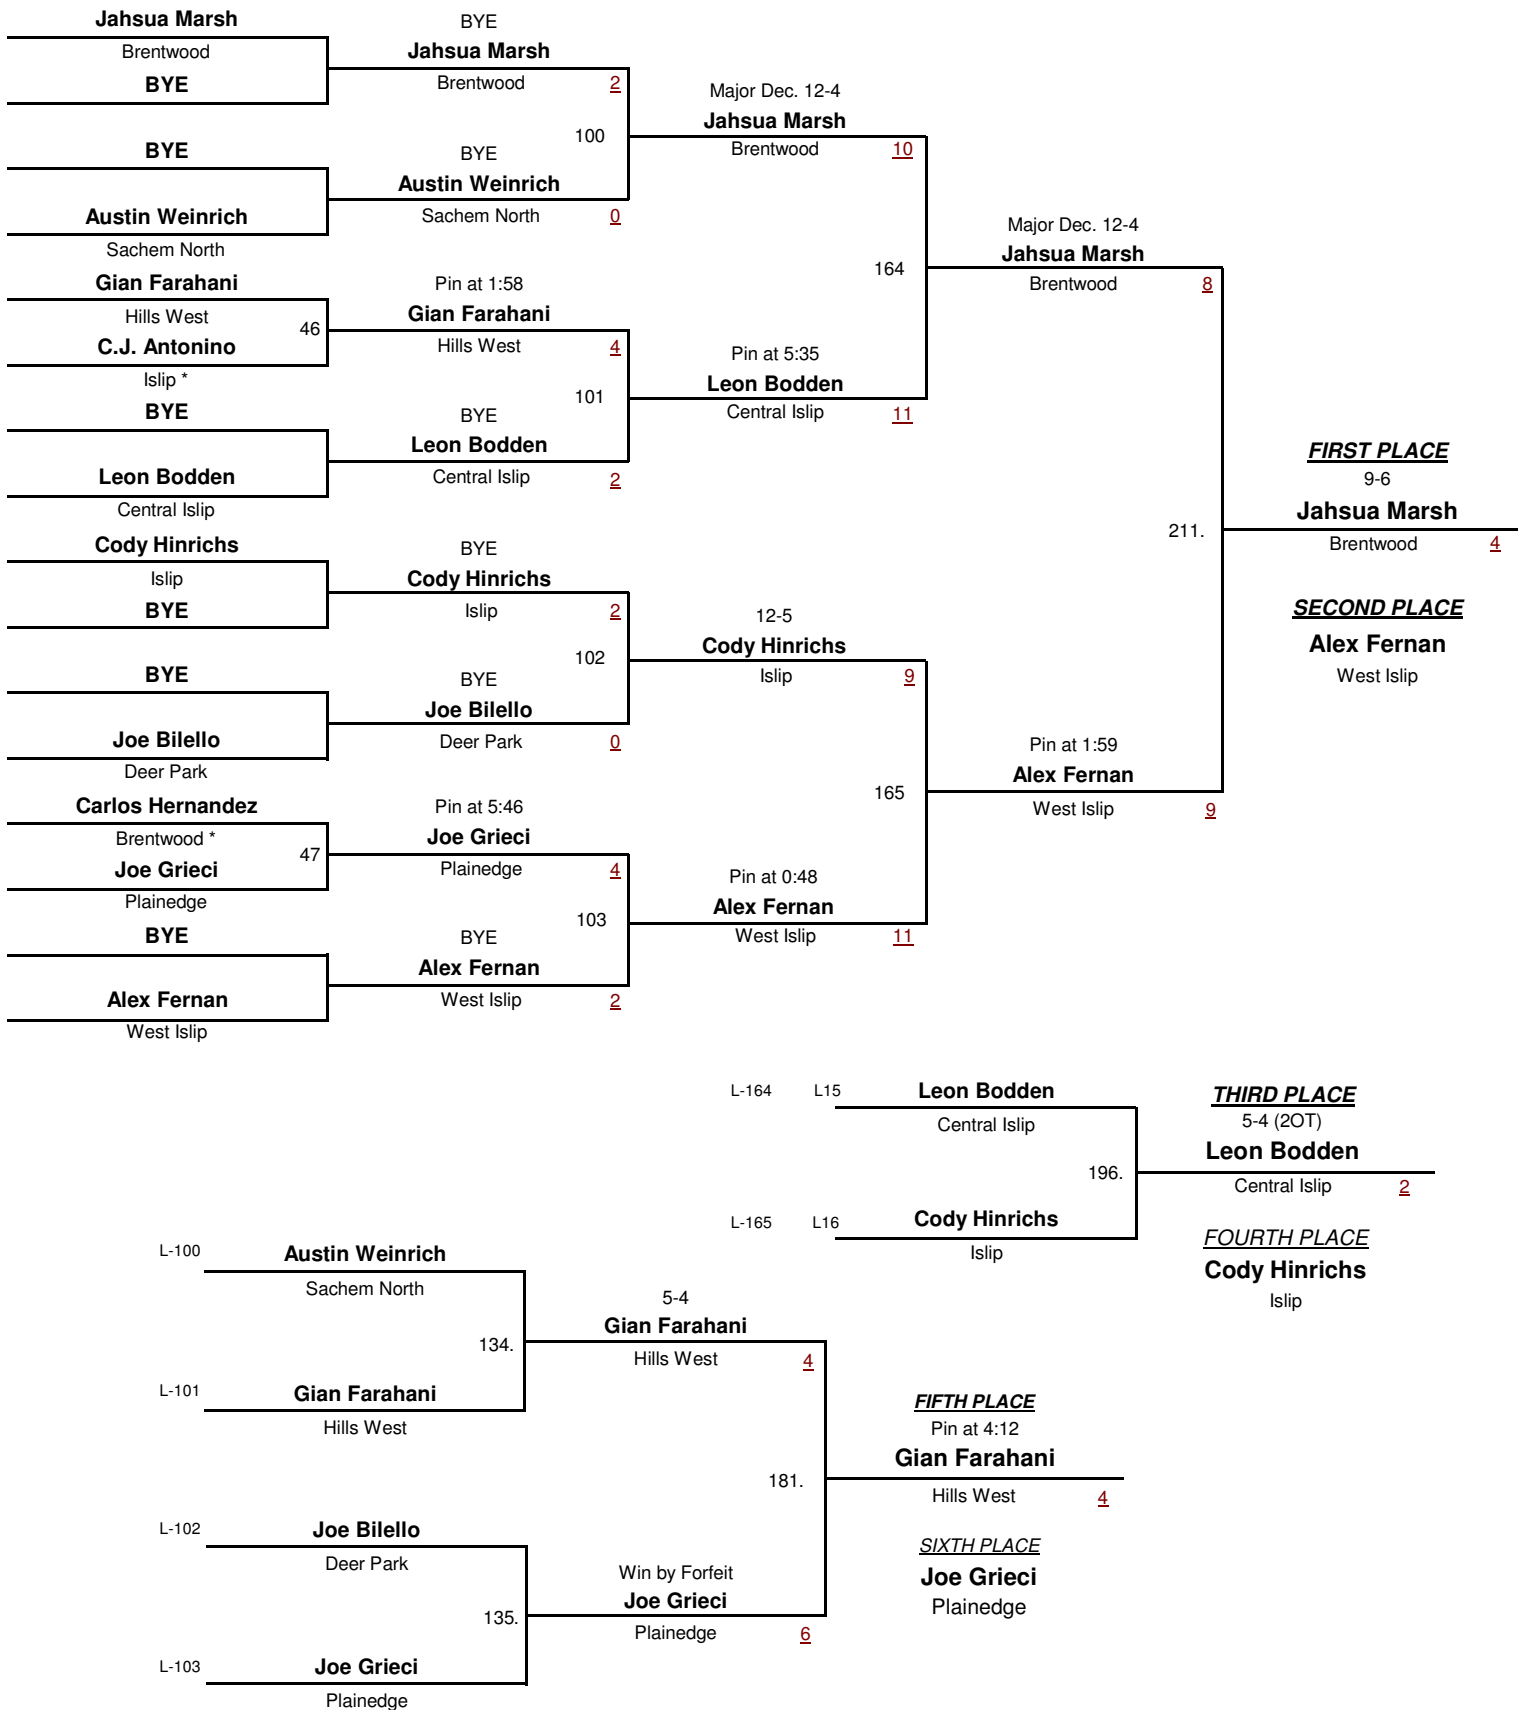 Jahsua Marsh
Brentwood
BYE
BYE
Austin Weinrich
Sachem North
Gian Farahani
Hills West
46
C.J. Antonino
Islip *
BYE
Leon Bodden
Central Islip
Cody Hinrichs
Islip
BYE
BYE
Joe Bilello
Deer Park
Carlos Hernandez
Brentwood *
47
Joe Grieci
Plainedge
BYE
Alex Fernan
West Islip
BYE
Jahsua Marsh
Brentwood
2
100
BYE
Austin Weinrich
Sachem North
0
Pin at 1:58
Gian Farahani
Hills West
4
101
BYE
Leon Bodden
Central Islip
2
BYE
Cody Hinrichs
Islip
2
102
BYE
Joe Bilello
Deer Park
0
Pin at 5:46
Joe Grieci
Plainedge
4
103
BYE
Alex Fernan
West Islip
2
Major Dec. 12-4
Jahsua Marsh
Brentwood
10
164
Pin at 5:35
Leon Bodden
Central Islip
11
12-5
Cody Hinrichs
Islip
9
165
Pin at 0:48
Alex Fernan
West Islip
11
Major Dec. 12-4
Jahsua Marsh
Brentwood
8
211.
Pin at 1:59
Alex Fernan
West Islip
9
FIRST PLACE
9-6
Jahsua Marsh
Brentwood
4
SECOND PLACE
Alex Fernan
West Islip
L-164
L15
Leon Bodden
Central Islip
196.
L-165
L16
Cody Hinrichs
Islip
THIRD PLACE
5-4 (2OT)
Leon Bodden
Central Islip
2
FOURTH PLACE
Cody Hinrichs
Islip
L-100
Austin Weinrich
Sachem North
134.
L-101
Gian Farahani
Hills West
L-102
Joe Bilello
Deer Park
135.
L-103
Joe Grieci
Plainedge
5-4
Gian Farahani
Hills West
4
181.
Win by Forfeit
Joe Grieci
Plainedge
6
FIFTH PLACE
Pin at 4:12
Gian Farahani
Hills West
4
SIXTH PLACE
Joe Grieci
Plainedge